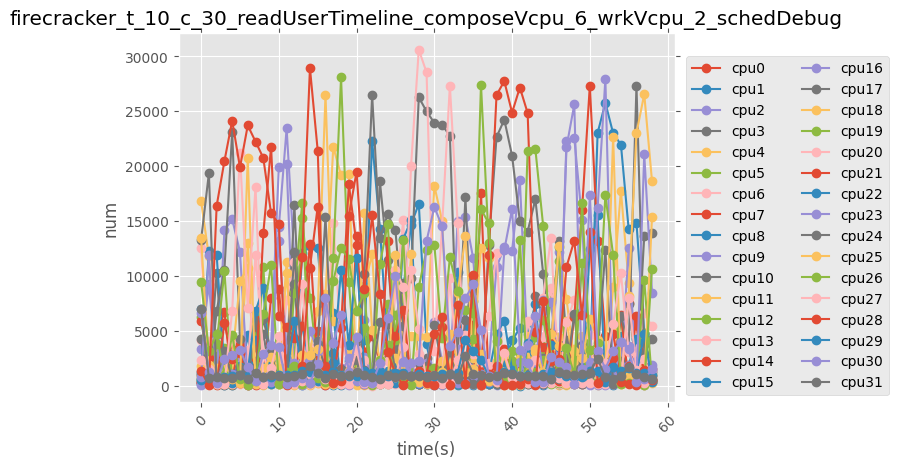 firecracker_t_10_c_30_readUserTimeline_composeVcpu_6_wrkVcpu_2_schedDebug
30000
25000
20000
15000
10000
5000
0
num
0
10
20
30
40
50
60
time(s)
cpu0
cpu1
cpu2
cpu3
cpu4
cpu5
cpu6
cpu7
cpu8
cpu9
cpu10
cpu11
cpu12
cpu13
cpu14
cpu15
cpu16
cpu17
cpu18
cpu19
cpu20
cpu21
cpu22
cpu23
cpu24
cpu25
cpu26
cpu27
cpu28
cpu29
cpu30
cpu31